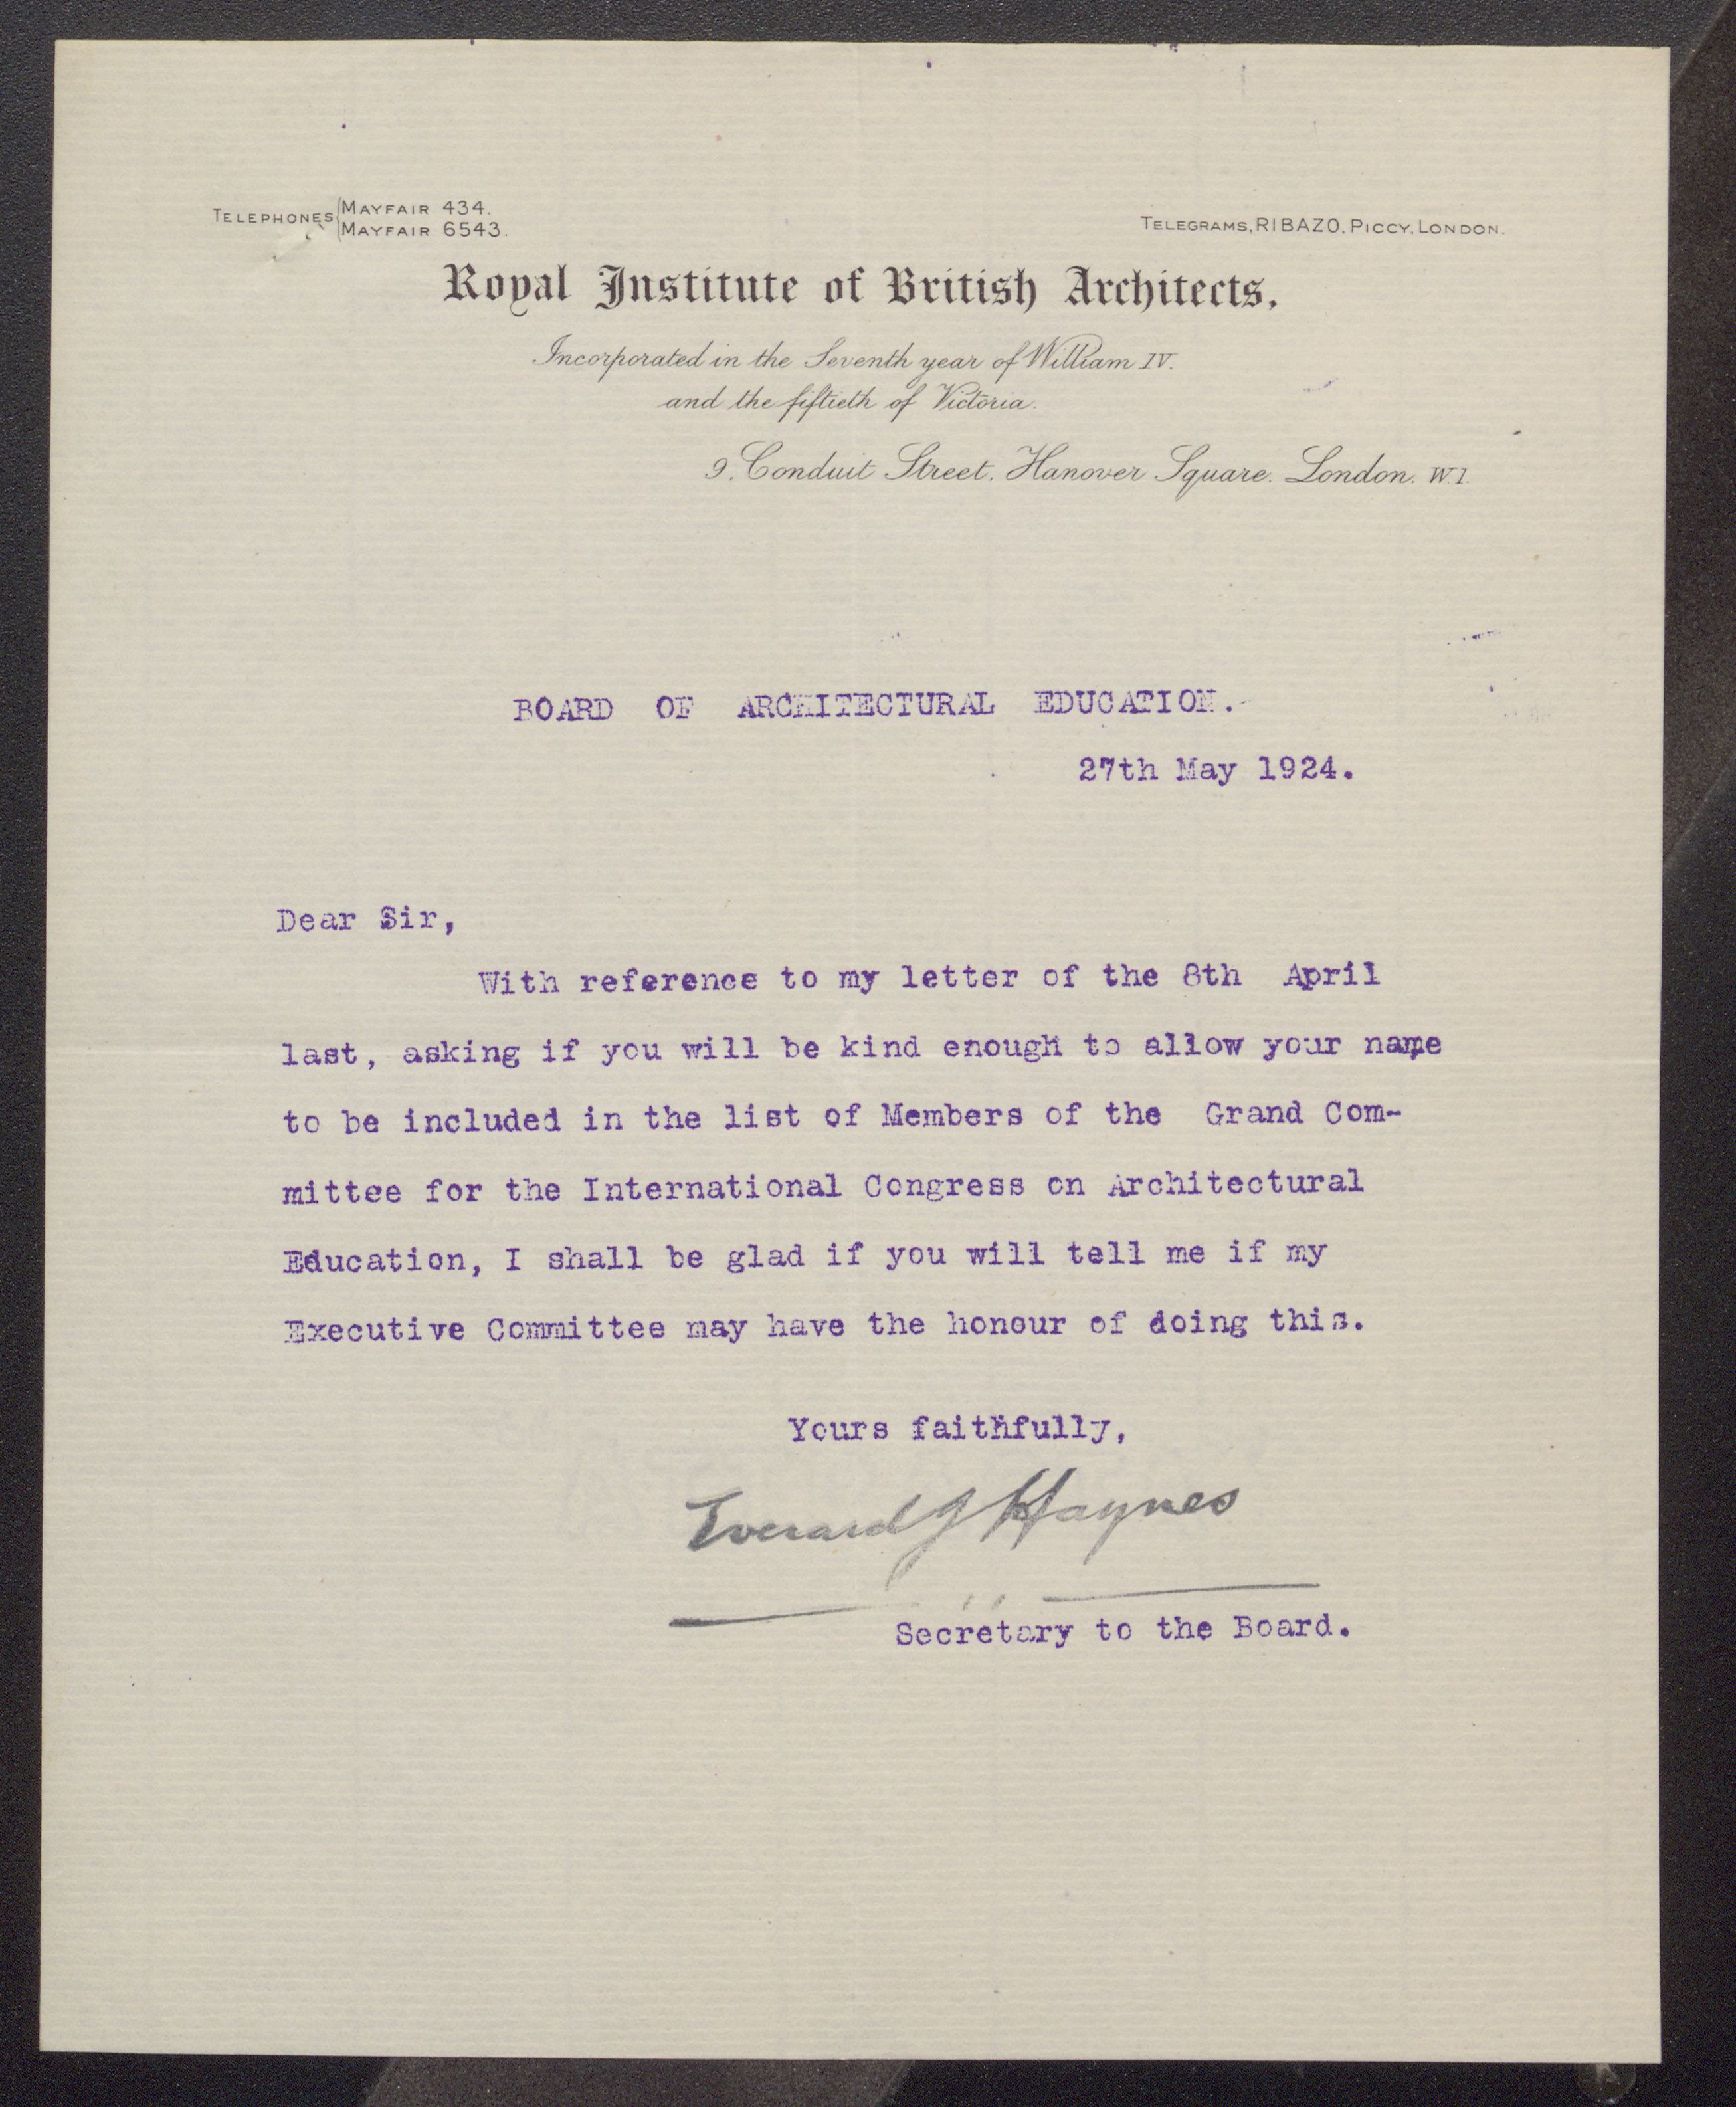 TELEPHONES MAYFAIR 434.
MAYFAIR 6543.
TELEGRAMS, RIBAZO, PICCY, LONDON.
Royal Institute of British Architects,
Incorporated in the Seventh year of William IV.
and the fiftieth of Victoria.
9, Conduit Street, Hanover Square, London. W.1.
BOARD OF ARCHITECTURAL EDUCATION.
27th May 1924.
Dear Sir,
With reference to my letter of the 8th April
last, asking if you will be kind enough to allow your name
to be included in the list of Members of the Grand Com-
mittee for the International Congress on Architectural
Education, I shall be glad if you will tell me if my
Executive Committee may have the honour of doing this.
Yours faithfully,
Everard J Haynes
Secretary to the Board.